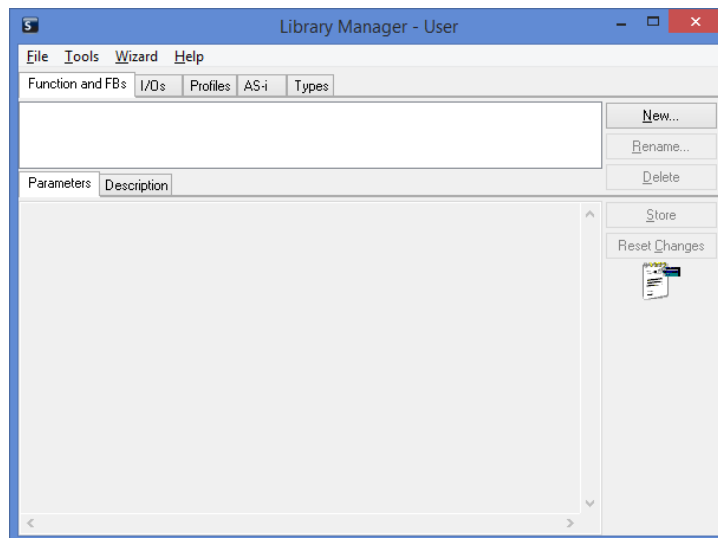 S
Library Manager - User
File Tools Wizard Help
Function and FBs I/Os Profiles AS-i Types
New...
Rename...
Delete
Parameters Description
Store
Reset Changes